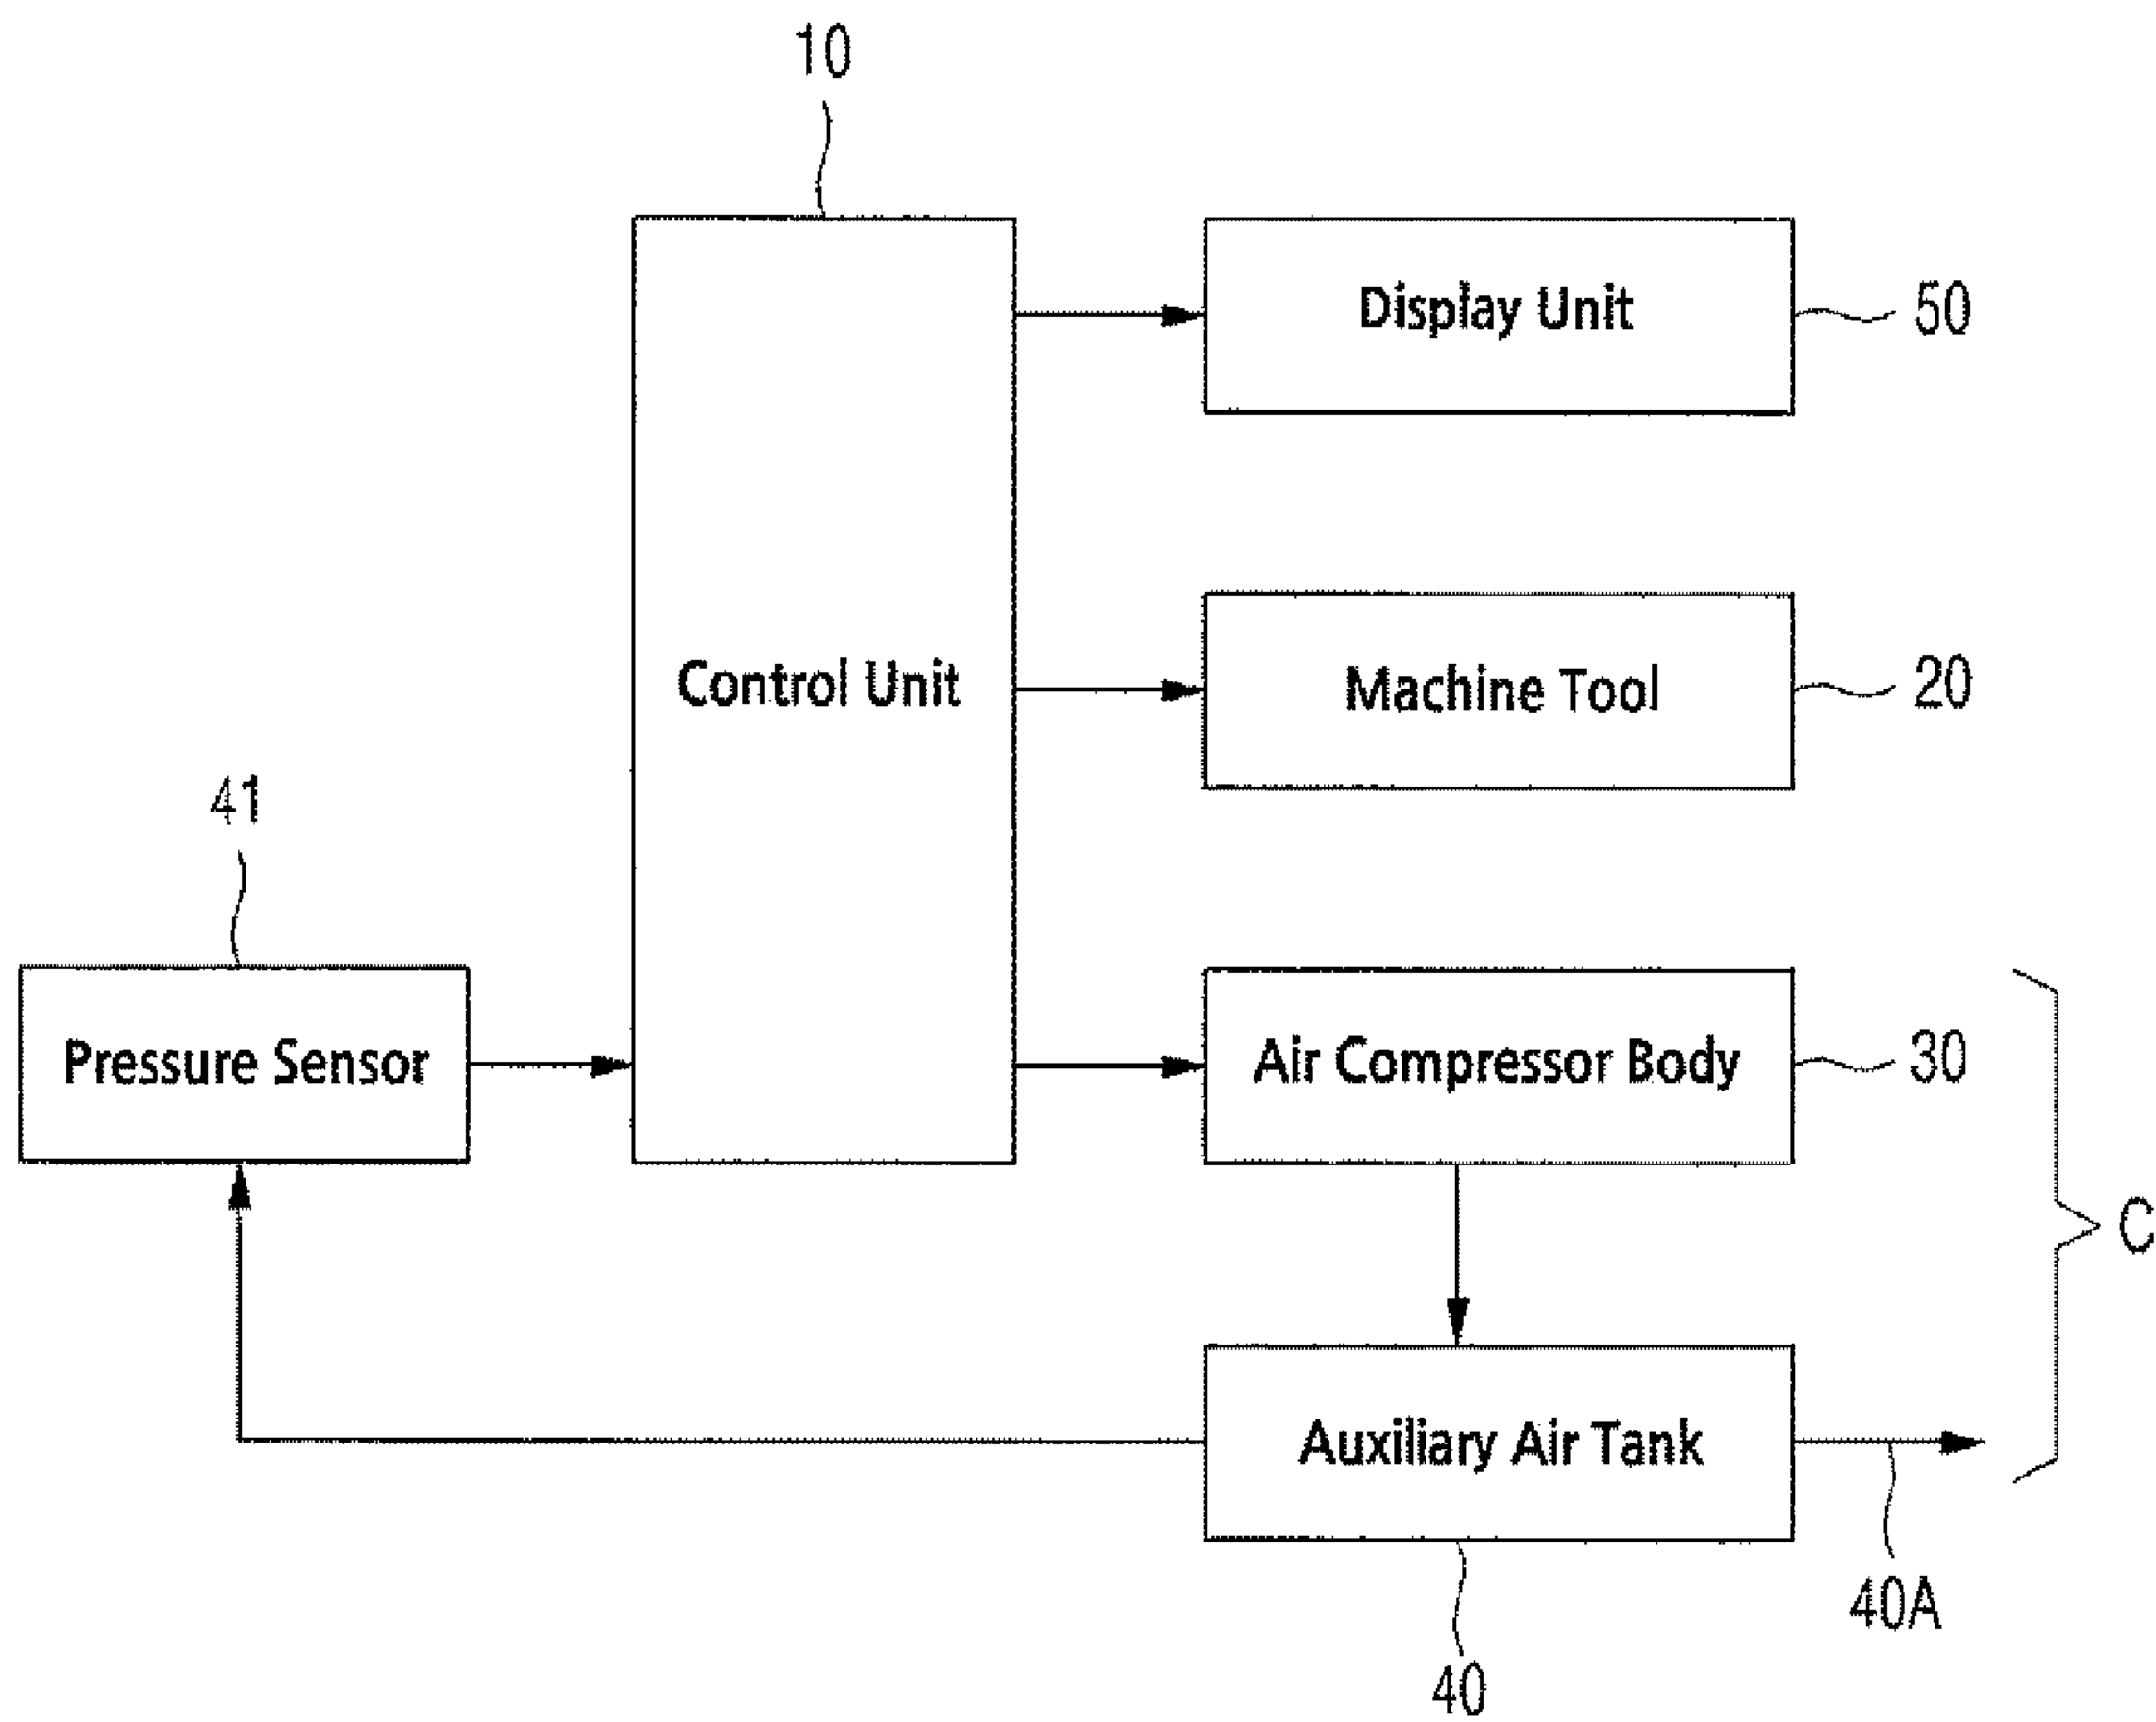 10
Display Unit
50
Control Unit
Machine Tool
20
41
Pressure Sensor
Air Compressor Body
30
C
Auxiliary Air Tank
40A
40